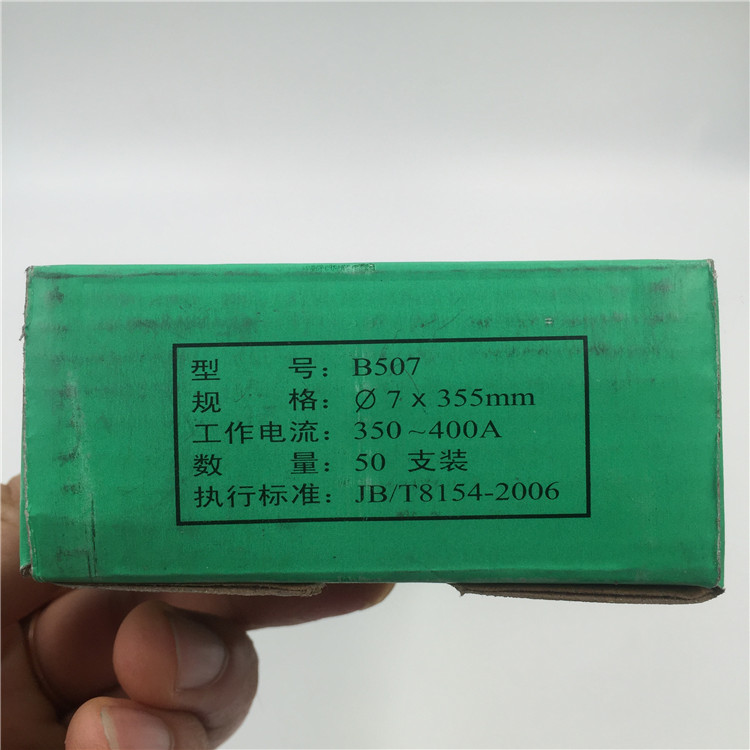 型 号：B507
规 格：Ø 7 x 355mm
工作电流：350~400A
数 量：50 支装
执行标准：JB/T8154-2006